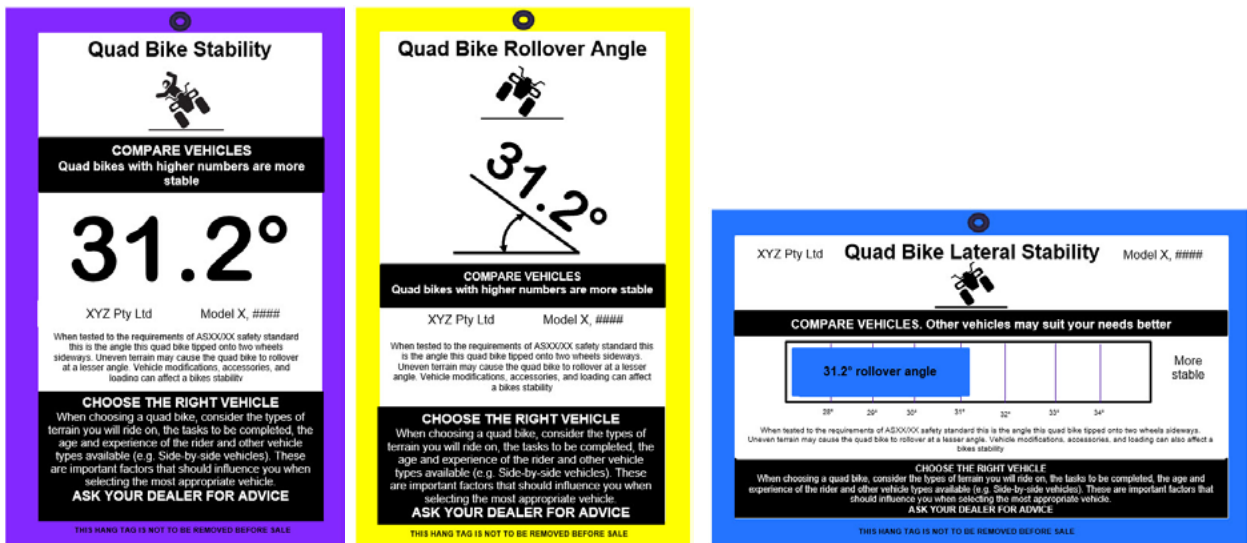 Quad Bike Stability
COMPARE VEHICLES
Quad bikes with higher numbers are more
stable
31.2°
XYZ Pty Ltd Model X, ####
When tested to the requirements of ASXX/XX safety standard
this is the angle this quad bike tipped onto two wheels
sideways. Uneven terrain may cause the quad bike to rollover
at a lesser angle. Vehicle modifications, accessories, and
loading can affect a bikes stability
CHOOSE THE RIGHT VEHICLE
When choosing a quad bike, consider the types of
terrain you will ride on, the tasks to be completed, the
age and experience of the rider and other vehicle
types available (e.g. Side-by-side vehicles). These
are important factors that should influence you when
selecting the most appropriate vehicle.
ASK YOUR DEALER FOR ADVICE
THIS HANG TAG IS NOT TO BE REMOVED BEFORE SALE
Quad Bike Rollover Angle
31.2°
COMPARE VEHICLES
Quad bikes with higher numbers are more stable
XYZ Pty Ltd Model X, ####
When tested to the requirements of ASXX/XX safety standard this
is the angle this quad bike tipped onto two wheels sideways.
Uneven terrain may cause the quad bike to rollover at a lesser
angle. Vehicle modifications, accessories, and loading can affect
a bikes stability
CHOOSE THE RIGHT VEHICLE
When choosing a quad bike, consider the types of
terrain you will ride on, the tasks to be completed, the
age and experience of the rider and other vehicle
types available (e.g. Side-by-side vehicles). These
are important factors that should influence you when
selecting the most appropriate vehicle.
ASK YOUR DEALER FOR ADVICE
THIS HANG TAG IS NOT TO BE REMOVED BEFORE SALE
XYZ Pty Ltd Quad Bike Lateral Stability Model X, ####
COMPARE VEHICLES. Other vehicles may suit your needs better
31.2° rollover angle
More
stable
28° 29° 30° 31° 32° 33° 34°
When tested to the requirements of ASXX/XX safety standard this is the angle this quad bike tipped onto two wheels sideways.
Uneven terrain may cause the quad bike to rollover at a lesser angle. Vehicle modifications, accessories, and loading can also affect a
bikes stability
CHOOSE THE RIGHT VEHICLE
When choosing a quad bike, consider the types of terrain you will ride on, the tasks to be completed, the age and
experience of the rider and other vehicle types available (e.g. Side-by-side vehicles). These are important factors that
should influence you when selecting the most appropriate vehicle.
ASK YOUR DEALER FOR ADVICE
THIS HANG TAG IS NOT TO BE REMOVED BEFORE SALE